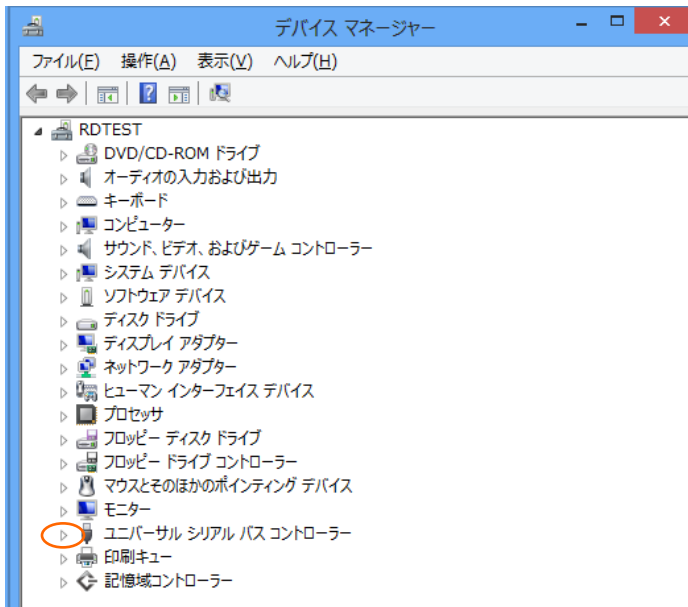 デバイス マネージャー
ファイル(F) 操作(A) 表示(V) ヘルプ(H)
RDTEST
DVD/CD-ROM ドライブ
オーディオの入力および出力
キーボード
コンピューター
サウンド、ビデオ、およびゲーム コントローラー
システム デバイス
ソフトウェア デバイス
ディスク ドライブ
ディスプレイ アダプター
ネットワーク アダプター
ヒューマン インターフェイス デバイス
プロセッサ
フロッピー ディスク ドライブ
フロッピー ドライブ コントローラー
マウスとそのほかのポインティング デバイス
モニター
ユニバーサル シリアル バス コントローラー
印刷キュー
記憶域コントローラー